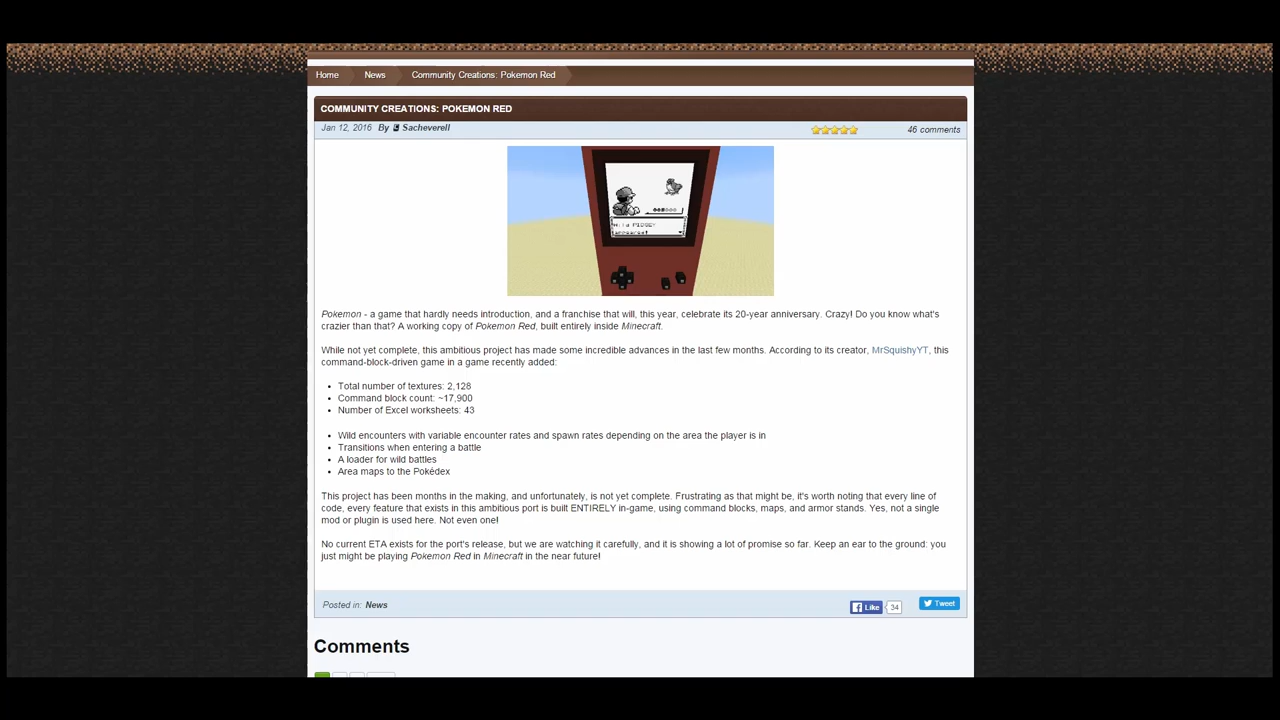 Home News Community Creations: Pokemon Red
COMMUNITY CREATIONS: POKEMON RED
Jan 12, 2016 By Sacheverell 46 comments
Pokemon - a game that hardly needs introduction, and a franchise that will, this year, celebrate its 20-year anniversary. Crazy! Do you know what's
crazier than that? A working copy of Pokemon Red, built entirely inside Minecraft.
While not yet complete, this ambitious project has made some incredible advances in the last few months. According to its creator, MrSquishyYT, this
command-block-driven game in a game recently added:
• Total number of textures: 2,128
• Command block count: ~17,900
• Number of Excel worksheets: 43
• Wild encounters with variable encounter rates and spawn rates depending on the area the player is in
• Transitions when entering a battle
• A loader for wild battles
• Area maps to the Pokédex
This project has been months in the making, and unfortunately, is not yet complete. Frustrating as that might be, it's worth noting that every line of
code, every feature that exists in this ambitious port is built ENTIRELY in-game, using command blocks, maps, and armor stands. Yes, not a single
mod or plugin is used here. Not even one!
No current ETA exists for the port's release, but we are watching it carefully, and it is showing a lot of promise so far. Keep an ear to the ground: you
just might be playing Pokemon Red in Minecraft in the near future!
Posted in: News Like 34 Tweet
Comments